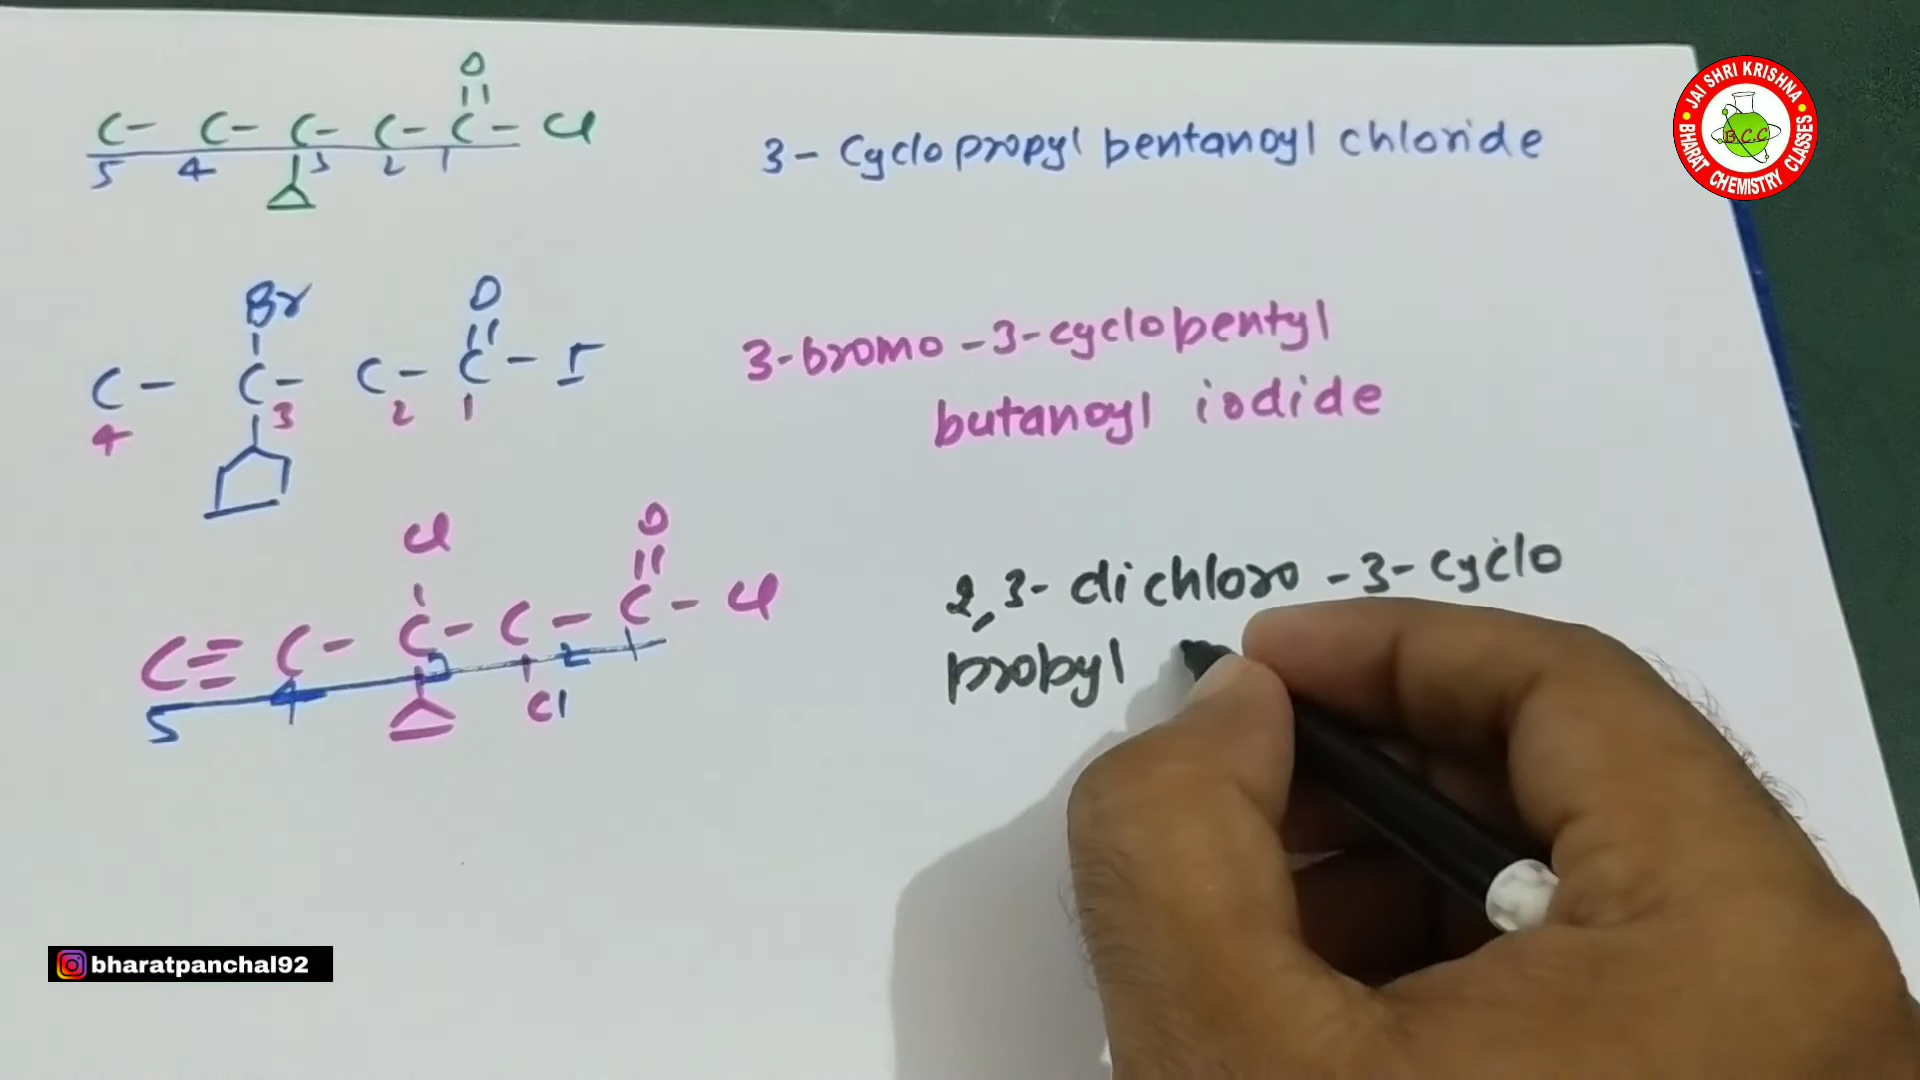 O
C- C- C- C- C- Cl
5 4 3 2 1
3- Cyclopropyl pentanoyl chloride
Br O
C- C- C- C- I
4 3 2 1
3-bromo-3-cyclopentyl
butanoyl iodide
Cl O
C≡C-C-C-C-Cl
5 4 3 2 1
Cl
2,3-dichloro-3-cyclo
propyl
JAI SHRI KRISHNA
B.C.C
BHARAT CHEMISTRY CLASSES
bharatpanchal92